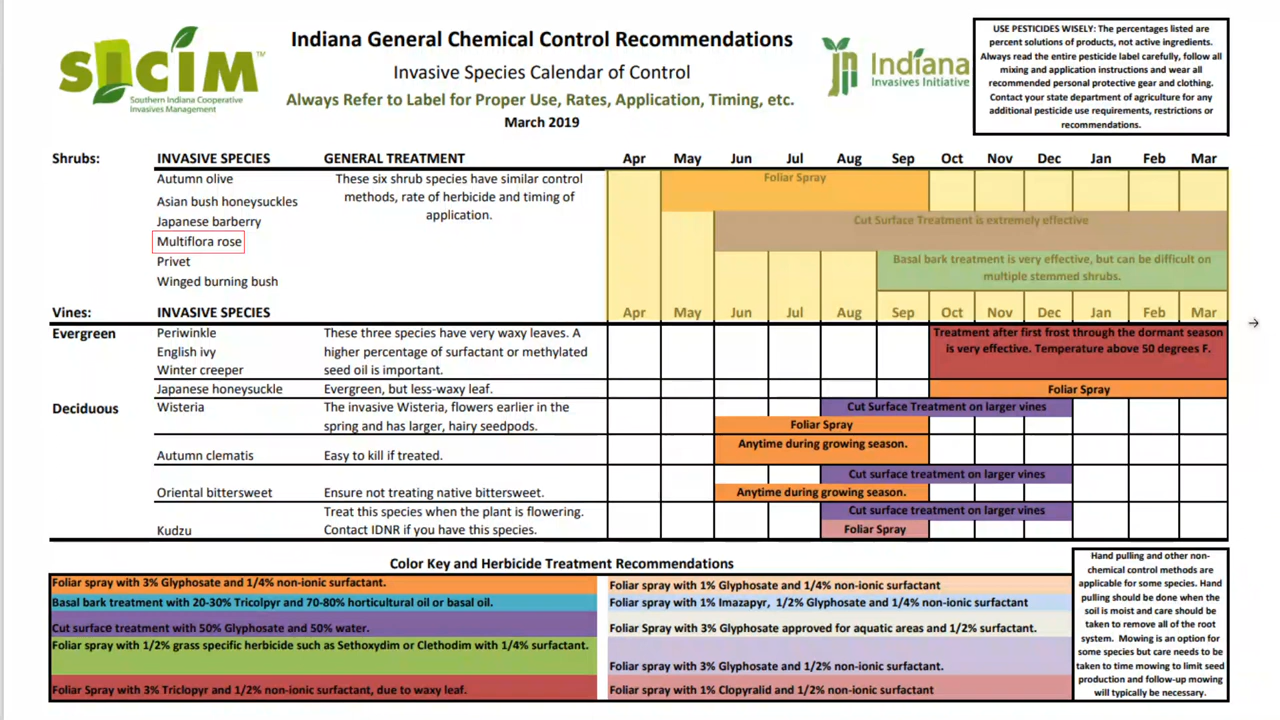 SICIM™
Southern Indiana Cooperative
Invasives Management
Indiana General Chemical Control Recommendations
Invasive Species Calendar of Control
Always Refer to Label for Proper Use, Rates, Application, Timing, etc.
March 2019
Indiana
Invasives Initiative
USE PESTICIDES WISELY: The percentages listed are
percent solutions of products, not active ingredients.
Always read the entire pesticide label carefully, follow all
mixing and application instructions and wear all
recommended personal protective gear and clothing.
Contact your state department of agriculture for any
additional pesticide use requirements, restrictions or
recommendations.
Shrubs: INVASIVE SPECIES GENERAL TREATMENT Apr May Jun Jul Aug Sep Oct Nov Dec Jan Feb Mar
Autumn olive These six shrub species have similar control Foliar Spray
Asian bush honeysuckles methods, rate of herbicide and timing of
application.
Japanese barberry Cut Surface Treatment is extremely effective
Multiflora rose
Privet Basal bark treatment is very effective, but can be difficult on
multiple stemmed shrubs.
Winged burning bush
Vines: INVASIVE SPECIES Apr May Jun Jul Aug Sep Oct Nov Dec Jan Feb Mar
Evergreen Periwinkle These three species have very waxy leaves. A Treatment after first frost through the dormant season
English ivy higher percentage of surfactant or methylated is very effective. Temperature above 50 degrees F.
Winter creeper seed oil is important.
Japanese honeysuckle Evergreen, but less-waxy leaf. Foliar Spray
Deciduous Wisteria The invasive Wisteria, flowers earlier in the Cut Surface Treatment on larger vines
spring and has larger, hairy seedpods. Foliar Spray
Anytime during growing season.
Autumn clematis Easy to kill if treated.
Cut surface treatment on larger vines
Oriental bittersweet Ensure not treating native bittersweet. Anytime during growing season.
Treat this species when the plant is flowering. Cut surface treatment on larger vines
Kudzu Contact IDNR if you have this species. Foliar Spray
Color Key and Herbicide Treatment Recommendations
Foliar spray with 3% Glyphosate and 1/4% non-ionic surfactant.
Basal bark treatment with 20-30% Tricolpyr and 70-80% horticultural oil or basal oil.
Cut surface treatment with 50% Glyphosate and 50% water.
Foliar spray with 1/2% grass specific herbicide such as Sethoxydim or Clethodim with 1/4% surfactant.
Foliar Spray with 3% Triclopyr and 1/2% non-ionic surfactant, due to waxy leaf.
Foliar spray with 1% Glyphosate and 1/4% non-ionic surfactant
Foliar spray with 1% Imazapyr, 1/2% Glyphosate and 1/4% non-ionic surfactant
Foliar Spray with 3% Glyphosate approved for aquatic areas and 1/2% surfactant.
Foliar spray with 3% Glyphosate and 1/2% non-ionic surfactant.
Foliar spray with 1% Clopyralid and 1/2% non-ionic surfactant
Hand pulling and other non-
chemical control methods are
applicable for some species. Hand
pulling should be done when the
soil is moist and care should be
taken to remove all of the root
system. Mowing is an option for
some species but care needs to be
taken to time mowing to limit seed
production and follow-up mowing
will typically be necessary.